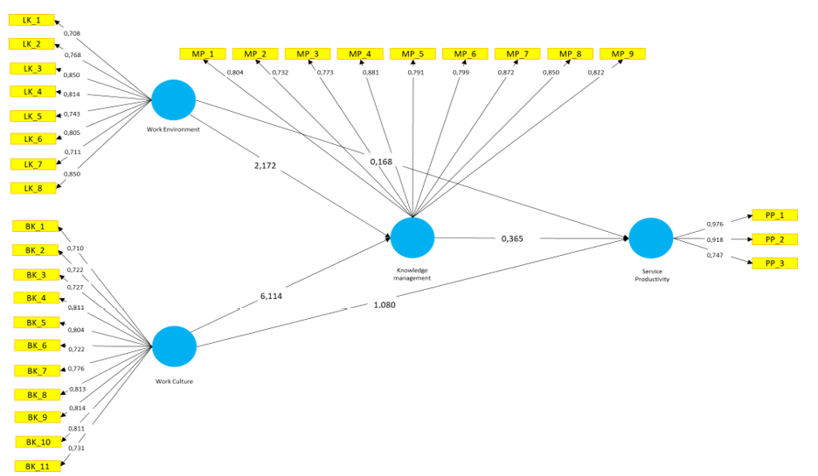 LK_1
0,708
LK_2
0,768
LK_3
0,850
LK_4
0,814
LK_5
0,743
LK_6
0,805
LK_7
0,711
LK_8
0,850
Work Environment
MP_1 MP_2 MP_3 MP_4 MP_5 MP_6 MP_7 MP_8 MP_9
0,804 0,732 0,773 0,881 0,791 0,799 0,872 0,850 0,822
2,172
0,168
BK_1
0,710
BK_2
0,722
BK_3
0,727
BK_4
0,811
BK_5
0,804
BK_6
0,722
BK_7
0,776
BK_8
0,813
BK_9
0,814
BK_10
0,811
BK_11
0,731
Work Culture
6,114
1.080
Knowledge
management
0,365
Service
Productivity
0,976
PP_1
0,918
PP_2
0,747
PP_3